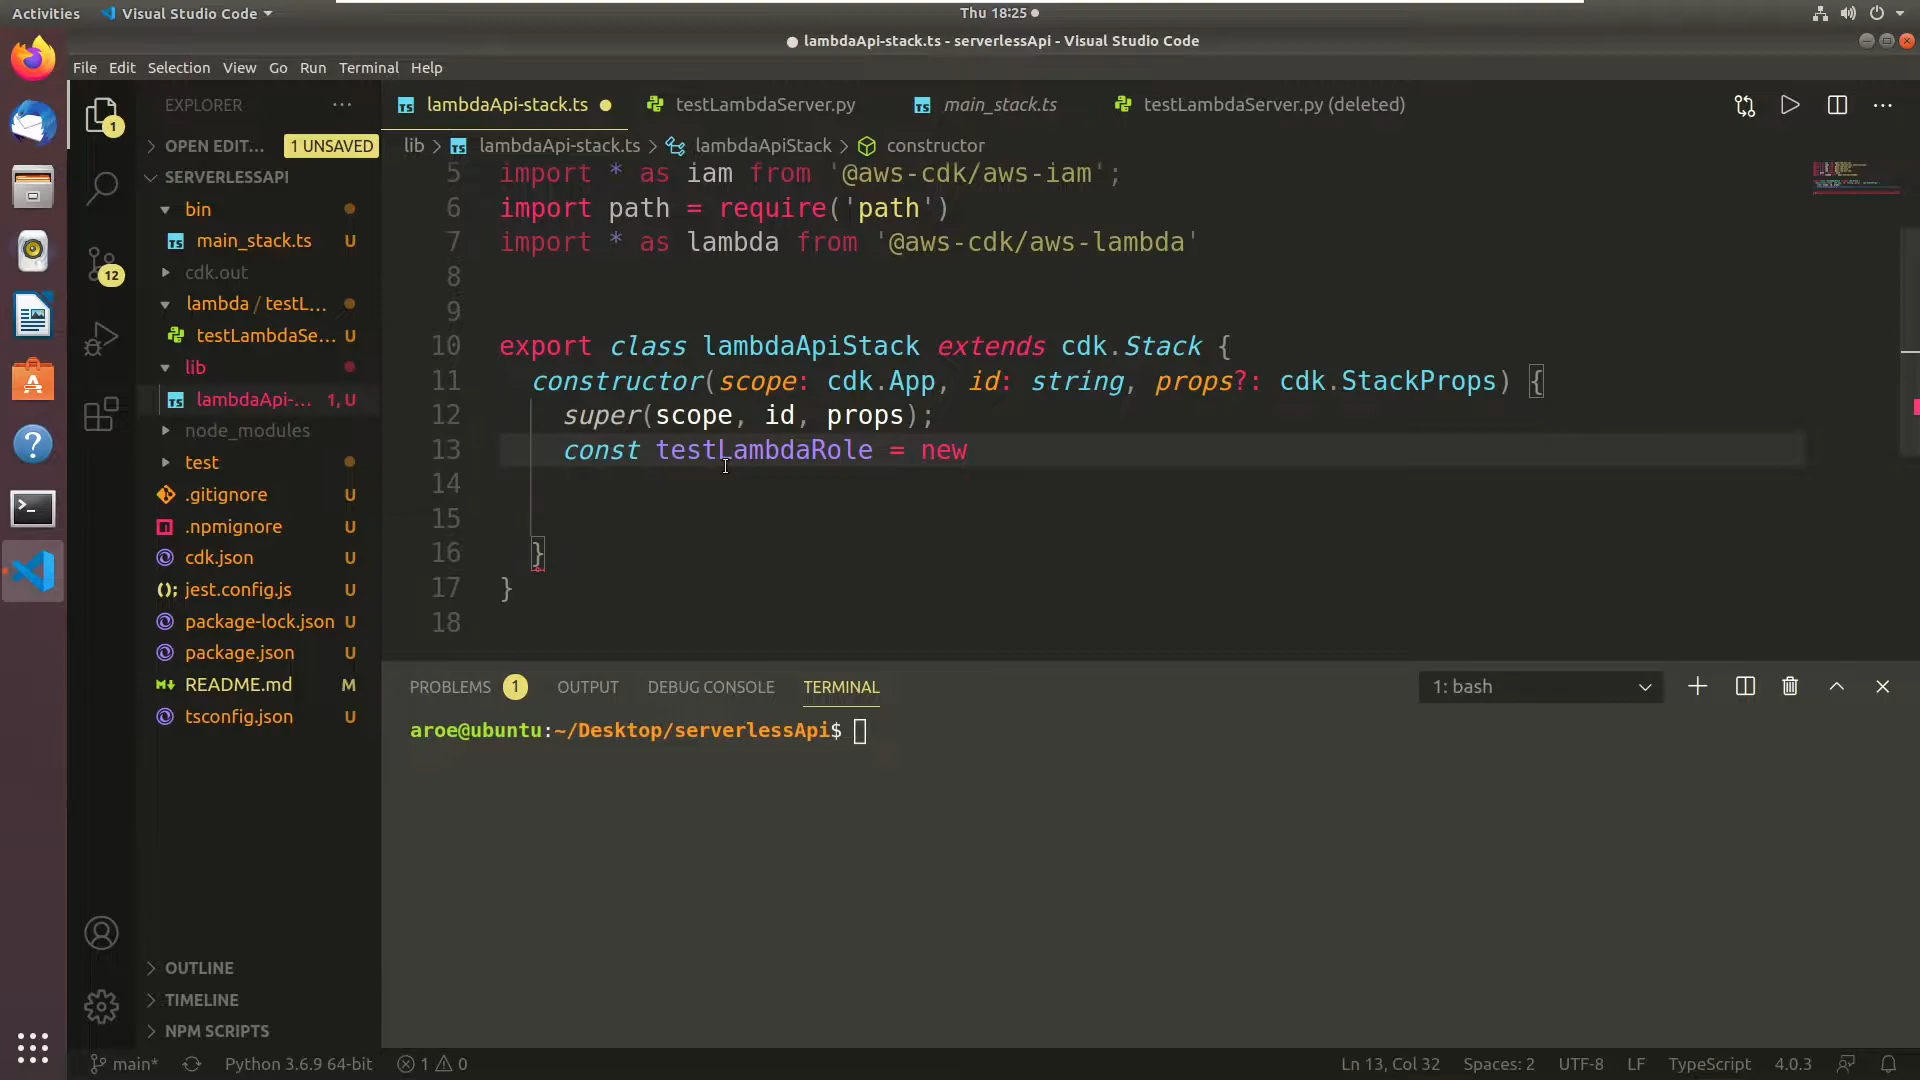 Activities
Visual Studio Code
Thu 18:25
lambdaApi-stack.ts - serverlessApi - Visual Studio Code
File Edit Selection View Go Run Terminal Help
EXPLORER
OPEN EDIT... 1 UNSAVED
SERVERLESSAPI
bin
main_stack.ts U
cdk.out
lambda / testL...
testLambdaSe... U
lib
lambdaApi-... 1, U
node_modules
test
.gitignore U
.npmignore U
cdk.json U
jest.config.js U
package-lock.json U
package.json U
README.md M
tsconfig.json U
OUTLINE
TIMELINE
NPM SCRIPTS
1
12
lambdaApi-stack.ts testLambdaServer.py main_stack.ts testLambdaServer.py (deleted)
lib > lambdaApi-stack.ts > lambdaApiStack > constructor
5 import * as iam from '@aws-cdk/aws-iam';
6 import path = require('path')
7 import * as lambda from '@aws-cdk/aws-lambda'
8
9
10 export class lambdaApiStack extends cdk.Stack {
11 constructor(scope: cdk.App, id: string, props?: cdk.StackProps) {
12 super(scope, id, props);
13 const testLambdaRole = new
14
15
16 }
17 }
18
PROBLEMS 1 OUTPUT DEBUG CONSOLE TERMINAL 1: bash
aroe@ubuntu:~/Desktop/serverlessApi$
main* Python 3.6.9 64-bit 1 0 Ln 13, Col 32 Spaces: 2 UTF-8 LF TypeScript 4.0.3